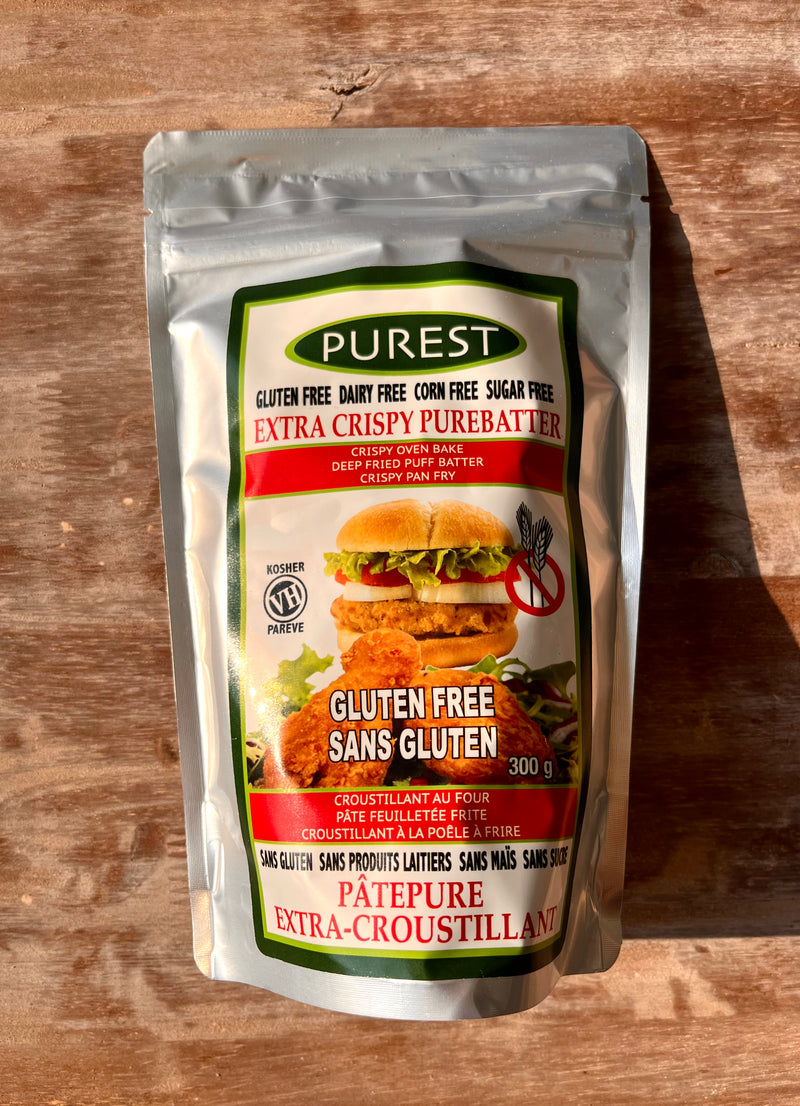 PUREST
GLUTEN FREE DAIRY FREE CORN FREE SUGAR FREE
EXTRA CRISPY PUREBATTER
CRISPY OVEN BAKE
DEEP FRIED PUFF BATTER
CRISPY PAN FRY
KOSHER
VH
PAREVE
GLUTEN FREE
SANS GLUTEN
300 g
CROUSTILLANT AU FOUR
PÂTE FEUILLETÉE FRITE
CROUSTILLANT À LA POÊLE À FRIRE
SANS GLUTEN SANS PRODUITS LAITIERS SANS MAÏS SANS SUCRE
PÂTEPURE
EXTRA-CROUSTILLANT